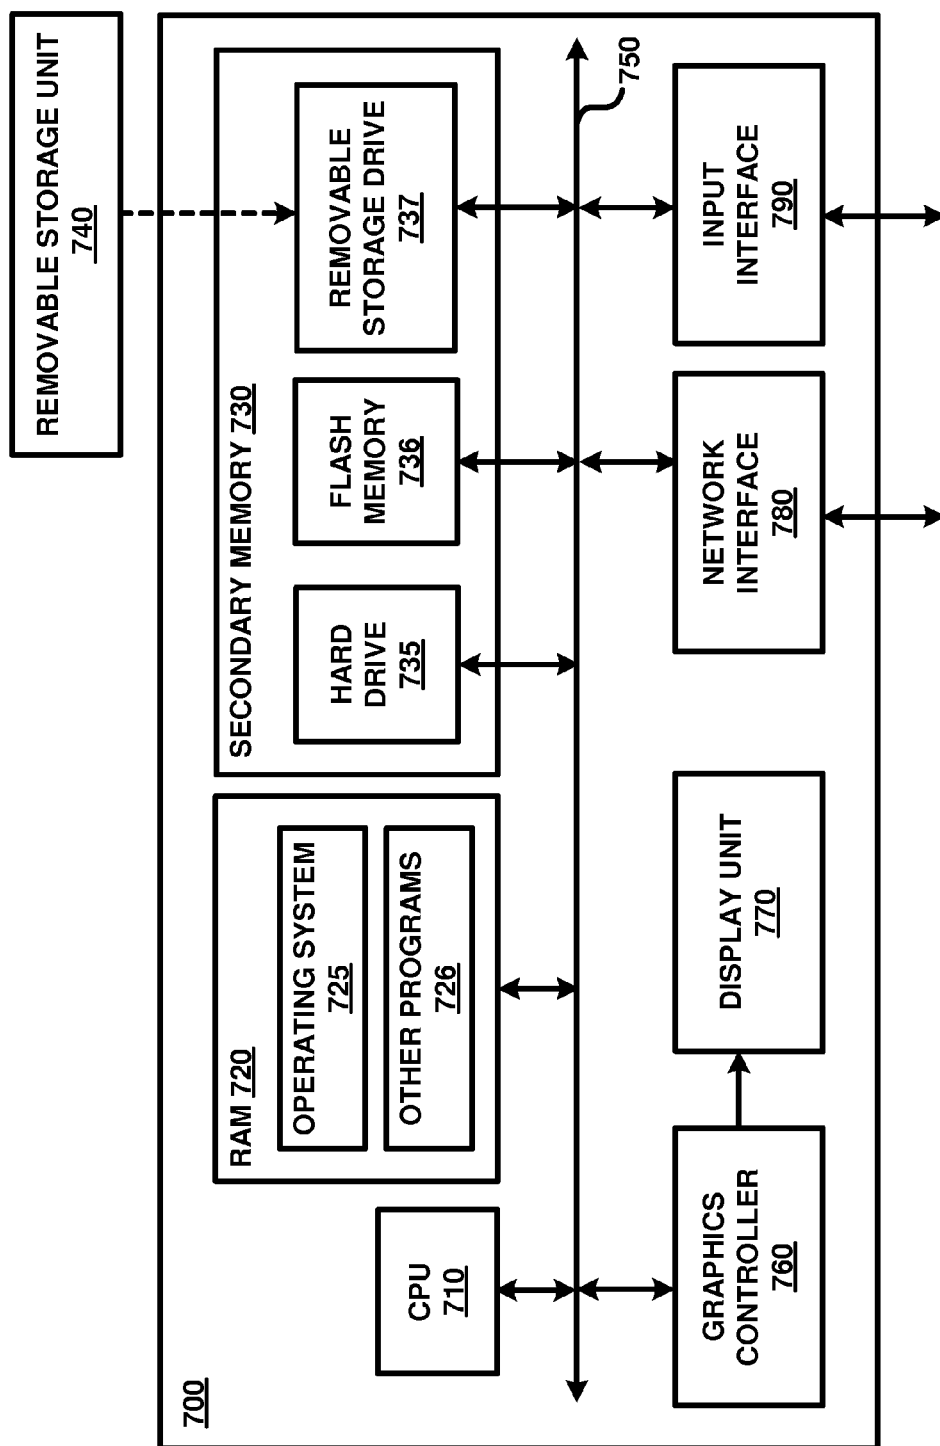 REMOVABLE STORAGE UNIT
740
700
CPU
710
RAM 720
OPERATING SYSTEM
725
OTHER PROGRAMS
726
SECONDARY MEMORY 730
HARD
DRIVE
735
FLASH
MEMORY
736
REMOVABLE
STORAGE DRIVE
737
750
GRAPHICS
CONTROLLER
760
DISPLAY UNIT
770
NETWORK
INTERFACE
780
INPUT
INTERFACE
790